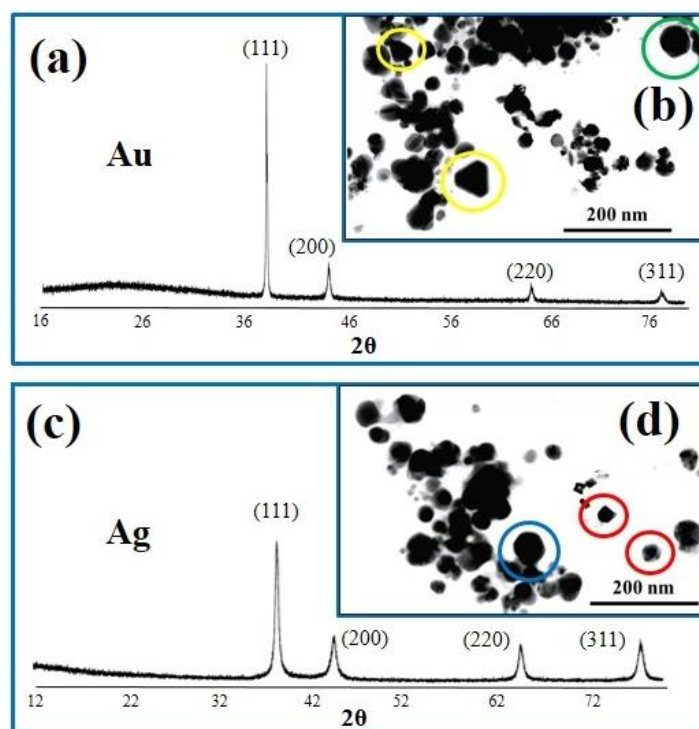 (a)
(111)
Au
(200)
(220)
(311)
16 26 36 46 56 66 76
2θ
(b)
200 nm
(c)
(111)
Ag
(200)
(220)
(311)
12 22 32 42 52 62 72
2θ
(d)
200 nm